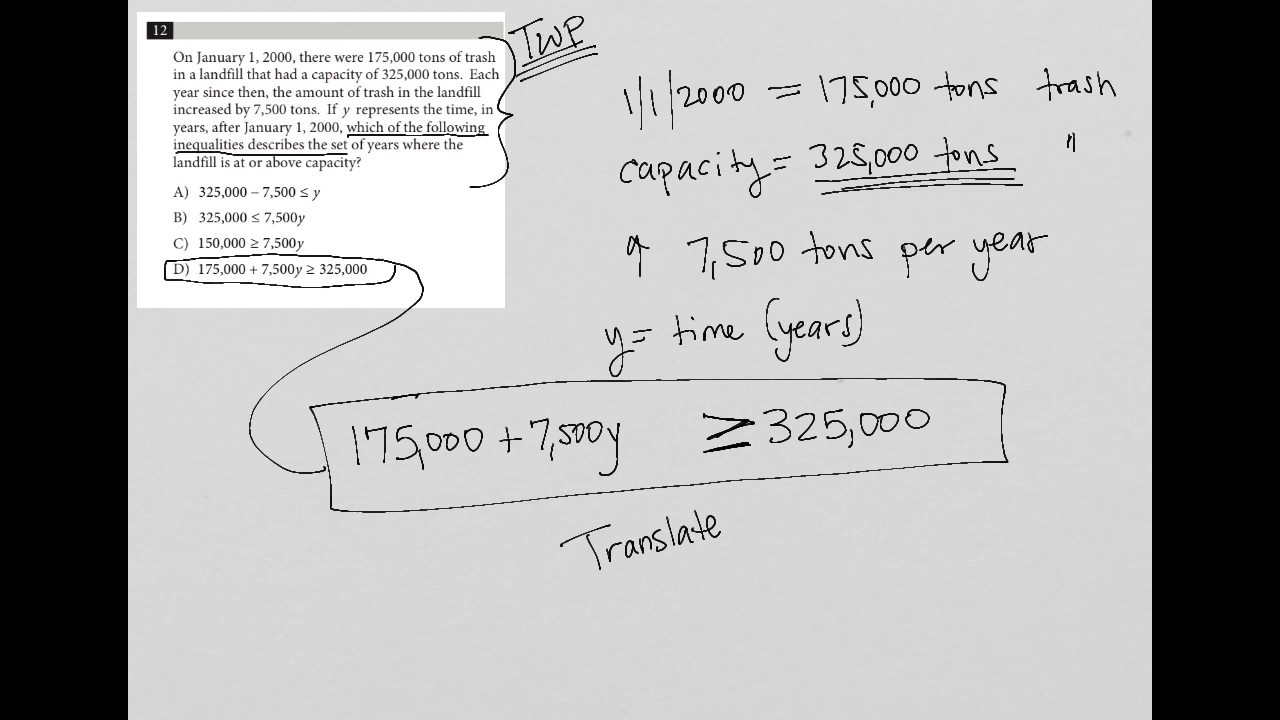 12
On January 1, 2000, there were 175,000 tons of trash
in a landfill that had a capacity of 325,000 tons. Each
year since then, the amount of trash in the landfill
increased by 7,500 tons. If y represents the time, in
years, after January 1, 2000, which of the following
inequalities describes the set of years where the
landfill is at or above capacity?
A) 325,000 − 7,500 ≤ y
B) 325,000 ≤ 7,500y
C) 150,000 ≥ 7,500y
D) 175,000 + 7,500y ≥ 325,000
TWP
1/1/2000 = 175,000 tons trash
capacity = 325,000 tons "
↑ 7,500 tons per year
y = time (years)
175,000 + 7,500y ≥ 325,000
Translate